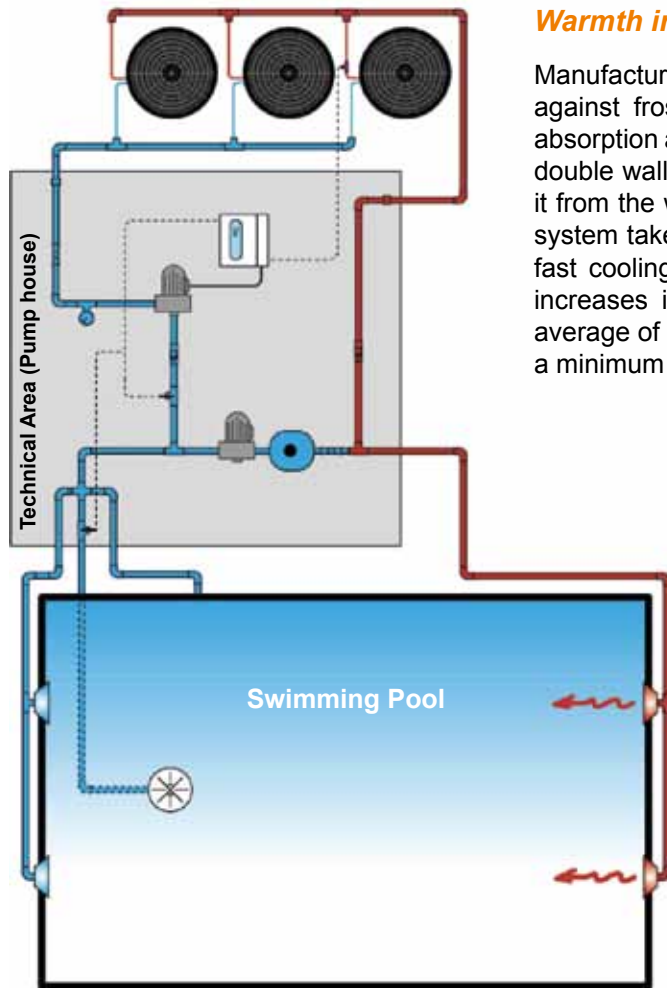 Warmth in
Manufactur
against fros
absorption a
double wall
it from the
system take
fast cooling
increases i
average of
a minimum
Technical Area (Pump house)
Swimming Pool